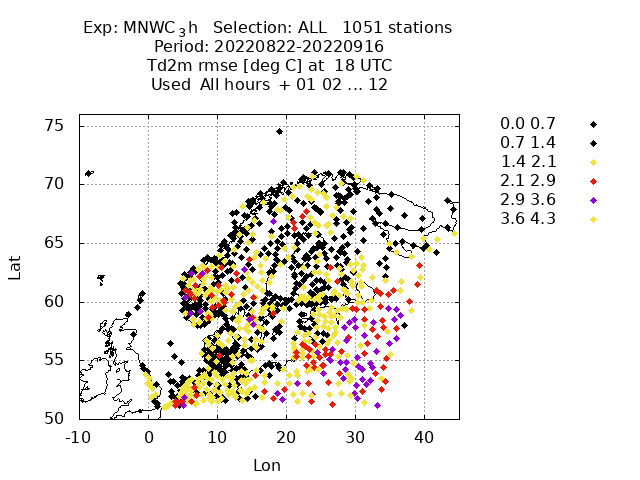 Exp: MNWC_3h   Selection: ALL   1051 stations
Period: 20220822-20220916
Td2m rmse [deg C] at  18 UTC
Used  All hours  + 01 02 ... 12
0.0 0.7
0.7 1.4
1.4 2.1
2.1 2.9
2.9 3.6
3.6 4.3
75
70
65
60
55
50
Lat
-10 0 10 20 30 40
Lon